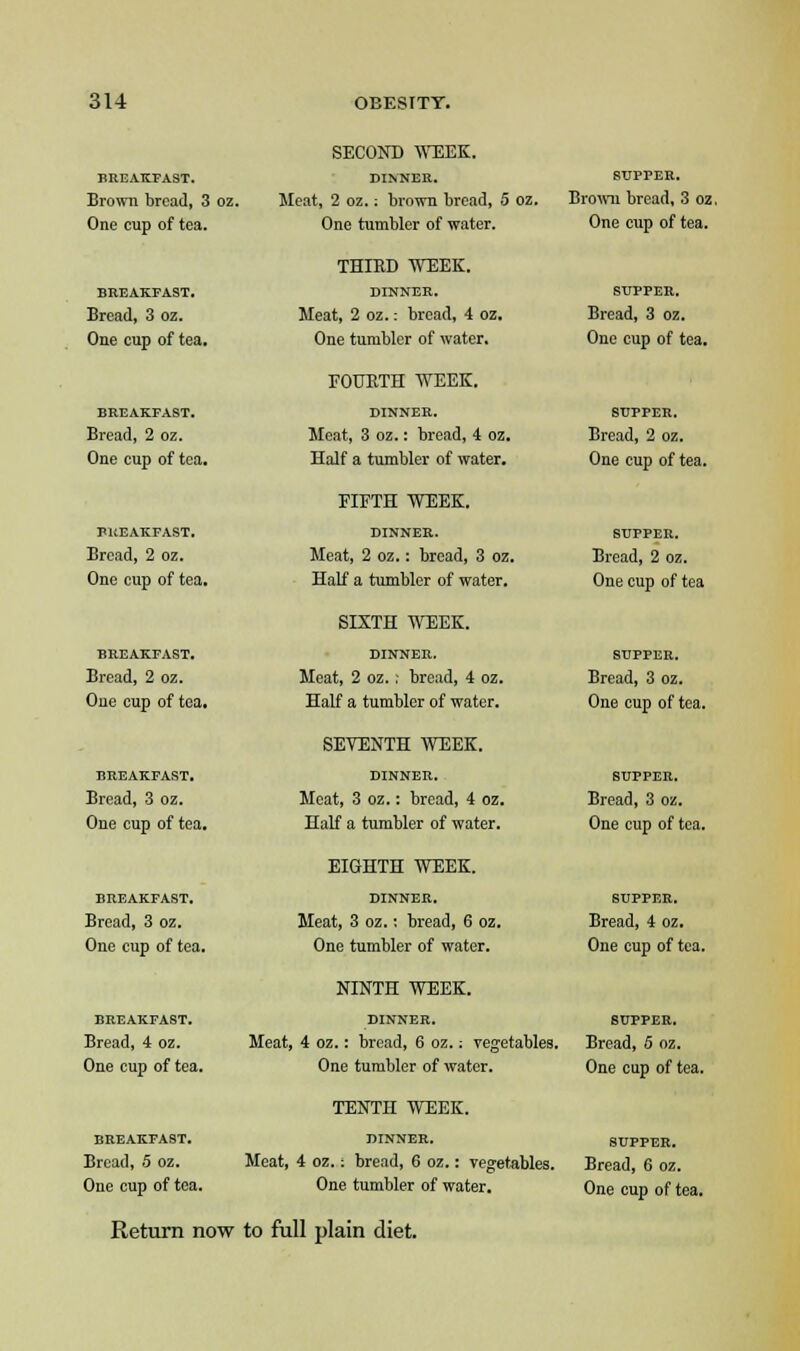 314 OBESITY.
SECOND WEEK.
BREAKFAST. DINNER. SUPPER.
Brown bread, 3 oz. Meat, 2 oz.: brown bread, 5 oz. Brown bread, 3 oz.
One cup of tea. One tumbler of water. One cup of tea.
THIRD WEEK.
BREAKFAST. DINNER. SUPPER.
Bread, 3 oz. Meat, 2 oz.: bread, 4 oz. Bread, 3 oz.
One cup of tea. One tumbler of water. One cup of tea.
FOURTH WEEK.
BREAKFAST. DINNER. SUPPER.
Bread, 2 oz. Meat, 3 oz.: bread, 4 oz. Bread, 2 oz.
One cup of tea. Half a tumbler of water. One cup of tea.
FIFTH WEEK.
BREAKFAST. DINNER. SUPPER.
Bread, 2 oz. Meat, 2 oz.: bread, 3 oz. Bread, 2 oz.
One cup of tea. Half a tumbler of water. One cup of tea
SIXTH WEEK.
BREAKFAST. DINNER. SUPPER.
Bread, 2 oz. Meat, 2 oz.: bread, 4 oz. Bread, 3 oz.
One cup of tea. Half a tumbler of water. One cup of tea.
SEVENTH WEEK.
BREAKFAST. DINNER. SUPPER.
Bread, 3 oz. Meat, 3 oz.: bread, 4 oz. Bread, 3 oz.
One cup of tea. Half a tumbler of water. One cup of tea.
EIGHTH WEEK.
BREAKFAST. DINNER. SUPPER.
Bread, 3 oz. Meat, 3 oz.: bread, 6 oz. Bread, 4 oz.
One cup of tea. One tumbler of water. One cup of tea.
NINTH WEEK.
BREAKFAST. DINNER. SUPPER.
Bread, 4 oz. Meat, 4 oz.: bread, 6 oz.: vegetables. Bread, 5 oz.
One cup of tea. One tumbler of water. One cup of tea.
TENTH WEEK.
BREAKFAST. DINNER. SUPPER.
Bread, 5 oz. Meat, 4 oz.: bread, 6 oz.: vegetables. Bread, 6 oz.
One cup of tea. One tumbler of water. One cup of tea.
Return now to full plain diet.